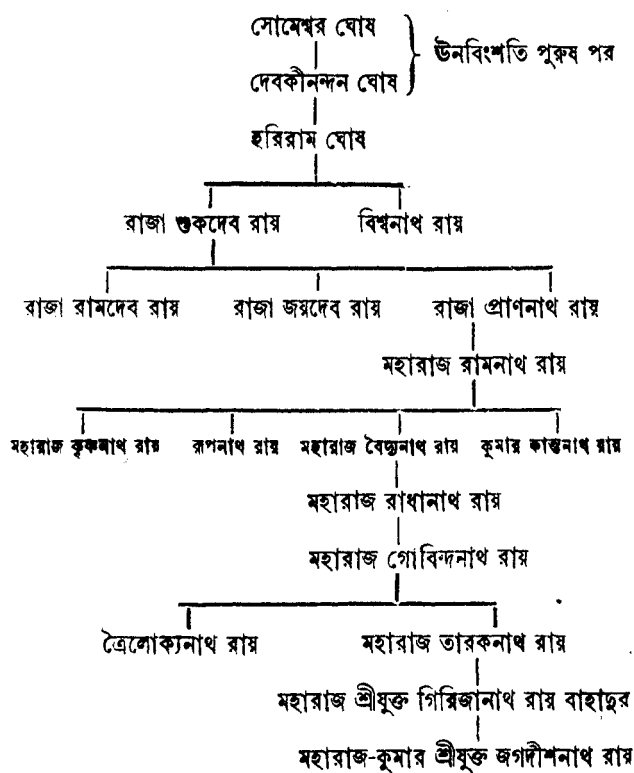 সোমেশ্বর ঘোষ
ঊনবিংশতি পুরুষ পর
দেবকীনন্দন ঘোষ
হরিরাম ঘোষ
রাজা শুকদেব রায় বিশ্বনাথ রায়
রাজা রামদেব রায় রাজা জয়দেব রায় রাজা প্রাণনাথ রায়
মহারাজ রামনাথ রায়
মহারাজ কৃষ্ণনাথ রায় রূপনাথ রায় মহারাজ বৈদ্যনাথ রায় কুমার কান্তনাথ রায়
মহারাজ রাধানাথ রায়
মহারাজ গোবিন্দনাথ রায়
ত্রৈলোক্যনাথ রায় মহারাজ তারকনাথ রায়
মহারাজ শ্রীযুক্ত গিরিজানাথ রায় বাহাদুর
মহারাজ-কুমার শ্রীযুক্ত জগদীশনাথ রায়